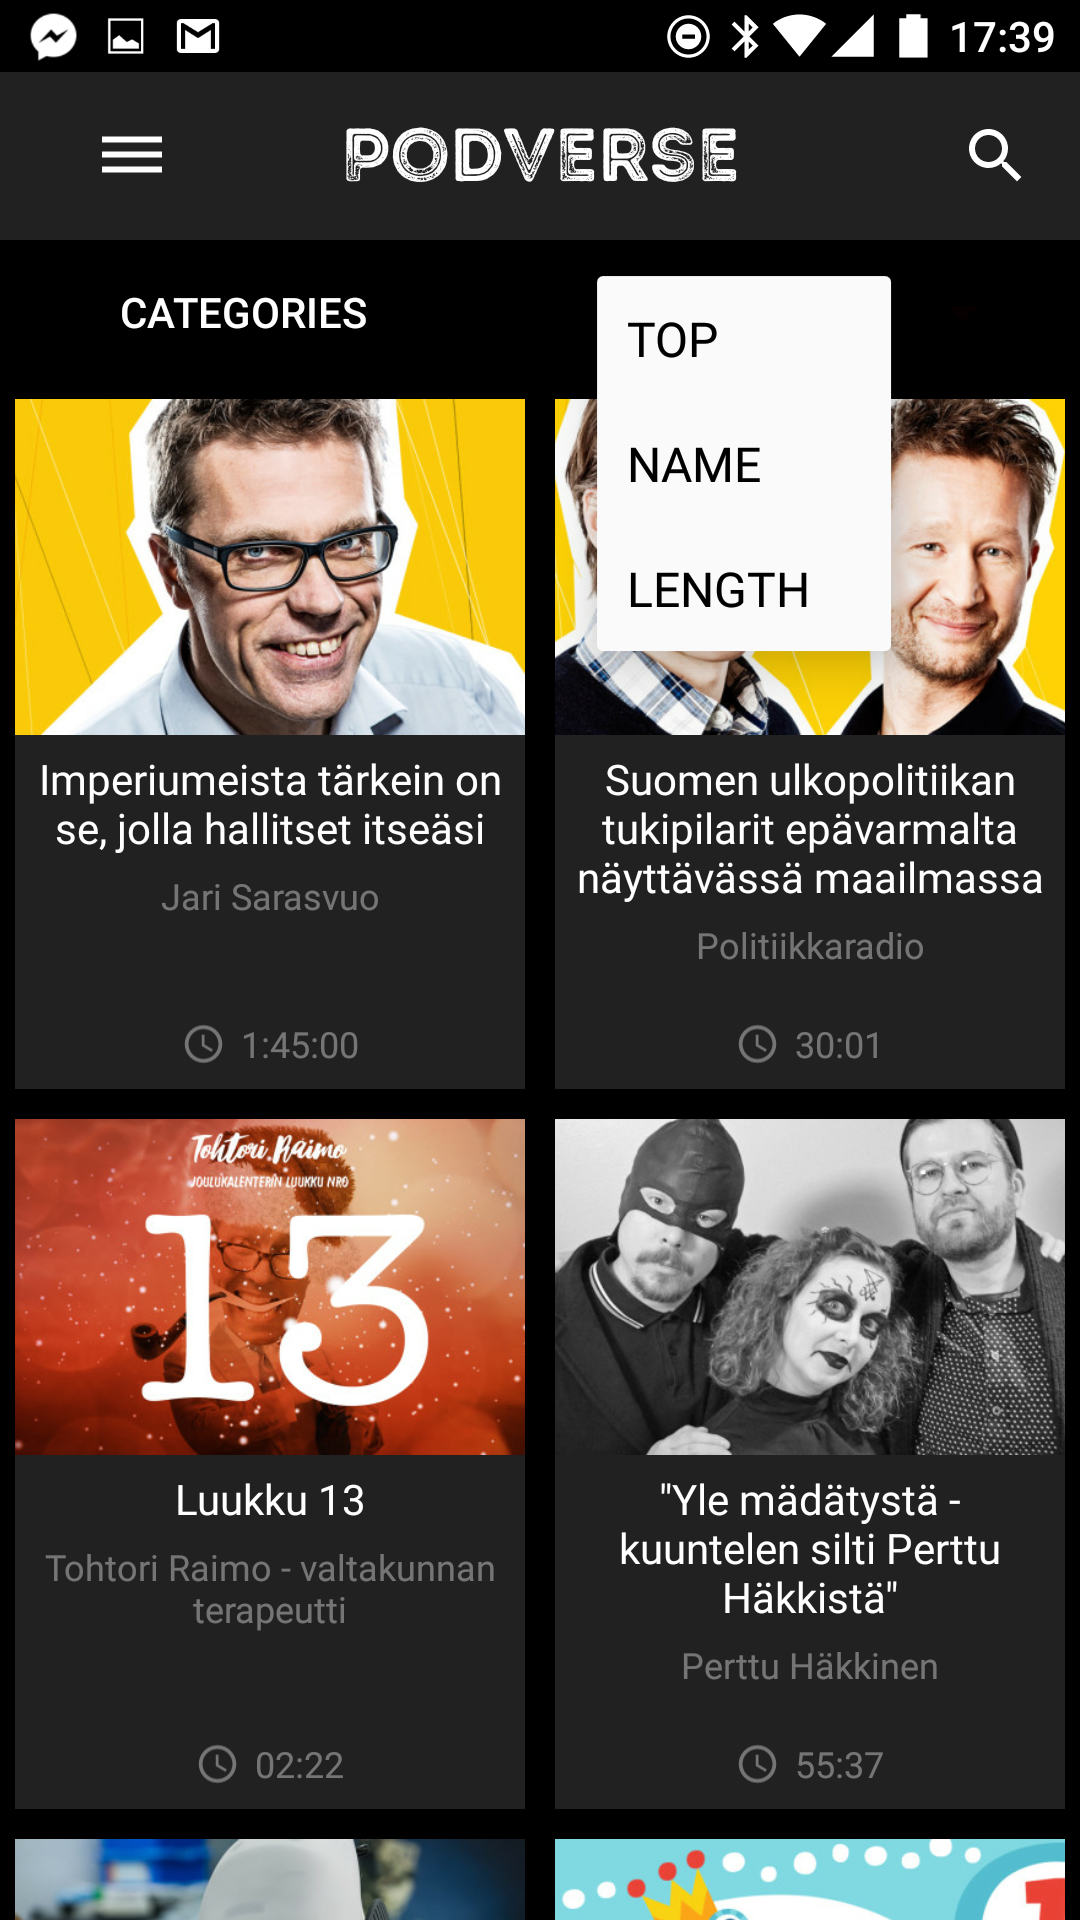 17:39
PODVERSE
CATEGORIES
TOP
NAME
LENGTH
Imperiumeista tärkein on
se, jolla hallitset itseäsi
Jari Sarasvuo
1:45:00
Suomen ulkopolitiikan
tukipilarit epävarmalta
näyttävässä maailmassa
Politiikkaradio
30:01
Tohtori Raimo
JOULUKALENTERIN LUUKKU NRO
13
Luukku 13
Tohtori Raimo - valtakunnan
terapeutti
02:22
"Yle mädätystä -
kuuntelen silti Perttu
Häkkistä"
Perttu Häkkinen
55:37
1